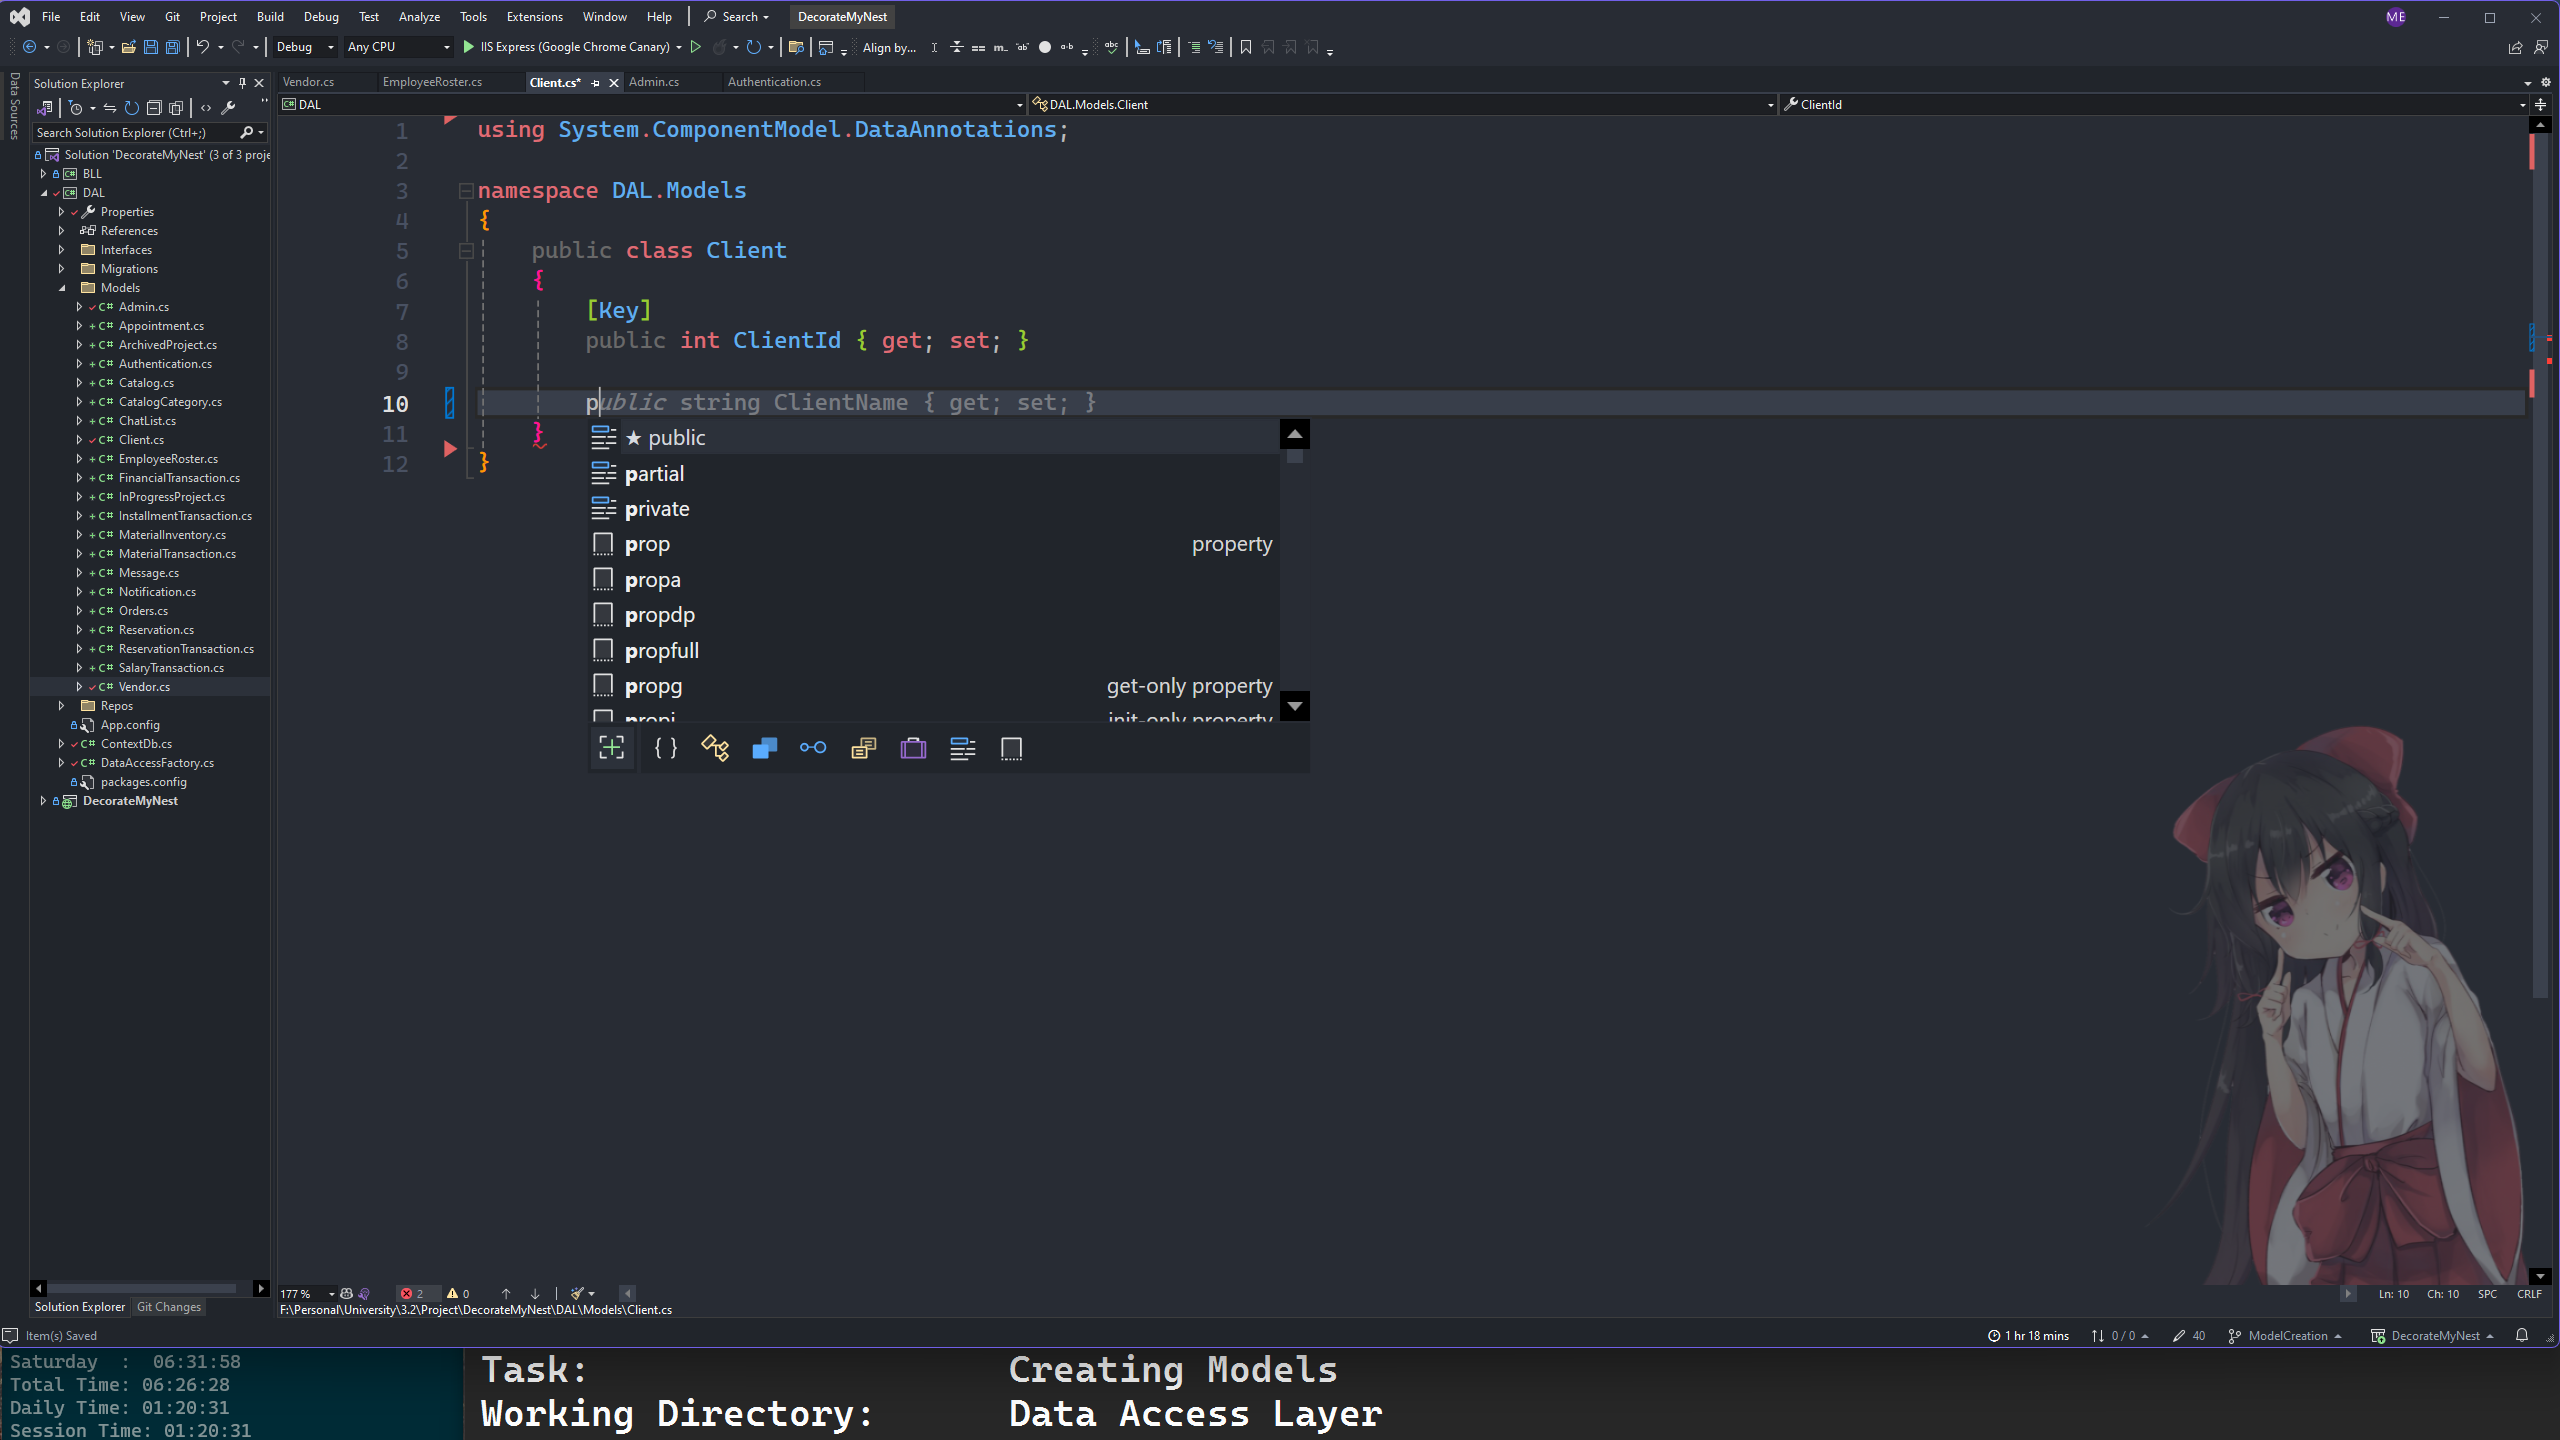 File Edit View Git Project Build Debug Test Analyze Tools Extensions Window Help Search DecorateMyNest ME
Debug Any CPU IIS Express (Google Chrome Canary) Align by...
Data Sources
Solution Explorer
Search Solution Explorer (Ctrl+;)
Solution 'DecorateMyNest' (3 of 3 proje
BLL
DAL
Properties
References
Interfaces
Migrations
Models
C# Admin.cs
C# Appointment.cs
C# ArchivedProject.cs
C# Authentication.cs
C# Catalog.cs
C# CatalogCategory.cs
C# ChatList.cs
C# Client.cs
C# EmployeeRoster.cs
C# FinancialTransaction.cs
C# InProgressProject.cs
C# InstallmentTransaction.cs
C# MaterialInventory.cs
C# MaterialTransaction.cs
C# Message.cs
C# Notification.cs
C# Orders.cs
C# Reservation.cs
C# ReservationTransaction.cs
C# SalaryTransaction.cs
C# Vendor.cs
Repos
App.config
C# ContextDb.cs
C# DataAccessFactory.cs
packages.config
DecorateMyNest
Solution Explorer Git Changes
Vendor.cs EmployeeRoster.cs Client.cs* Admin.cs Authentication.cs
DAL DAL.Models.Client ClientId
1 using System.ComponentModel.DataAnnotations;
2
3 namespace DAL.Models
4 {
5 public class Client
6 {
7 [Key]
8 public int ClientId { get; set; }
9
10 public string ClientName { get; set; }
11 }
12 }
★ public
partial
private
prop property
propa
propdp
propfull
propg get-only property
propi init-only property
177 % 2 0
Ln: 10 Ch: 10 SPC CRLF
F:\Personal\University\3.2\Project\DecorateMyNest\DAL\Models\Client.cs
Item(s) Saved 1 hr 18 mins 0 / 0 40 ModelCreation DecorateMyNest
Saturday : 06:31:58
Total Time: 06:26:28
Daily Time: 01:20:31
Session Time: 01:20:31
Task: Creating Models
Working Directory: Data Access Layer